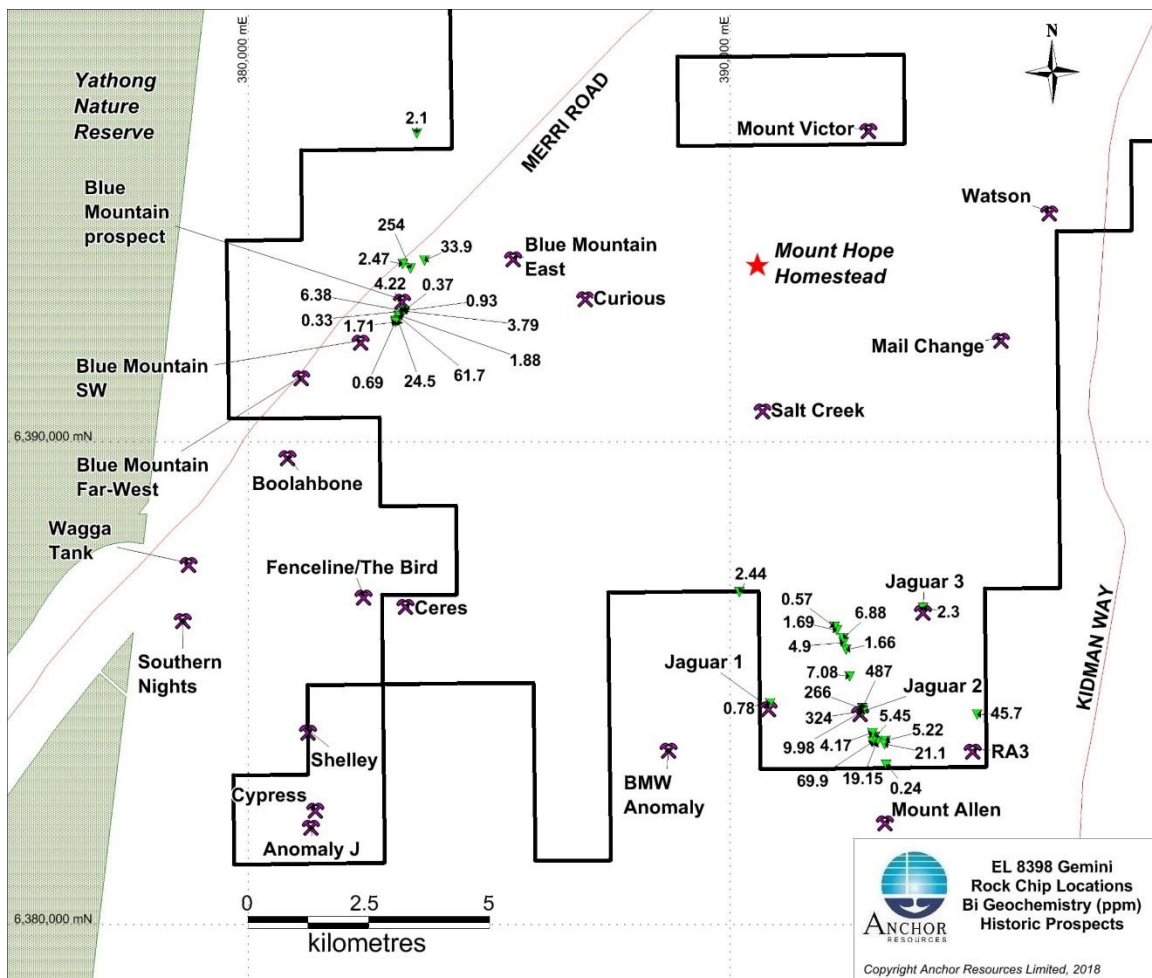 380,000 mE
390,000 mE
N
Yathong
Nature
Reserve
2.1
MERRI ROAD
Mount Victor
Blue
Mountain
prospect
Watson
254
33.9
2.47
Blue Mountain
East
Mount Hope
Homestead
4.22
0.37
6.38
0.93
Curious
0.33
1.71
3.79
Mail Change
Blue Mountain
SW
1.88
0.69
24.5
61.7
Salt Creek
6,390,000 mN
Blue Mountain
Far-West
Boolahbone
Wagga
Tank
Fenceline/The Bird
Ceres
2.44
Jaguar 3
0.57
6.88
2.3
1.69
4.9
1.66
KIDMAN WAY
Southern
Nights
Jaguar 1
7.08
487
266
Jaguar 2
0.78
324
45.7
9.98
4.17
5.45
5.22
RA3
Shelley
21.1
69.9
19.15
0.24
BMW
Anomaly
Cypress
Mount Allen
Anomaly J
6,380,000 mN
0
2.5
5
kilometres
ANCHOR
RESOURCES
EL 8398 Gemini
Rock Chip Locations
Bi Geochemistry (ppm)
Historic Prospects
Copyright Anchor Resources Limited, 2018